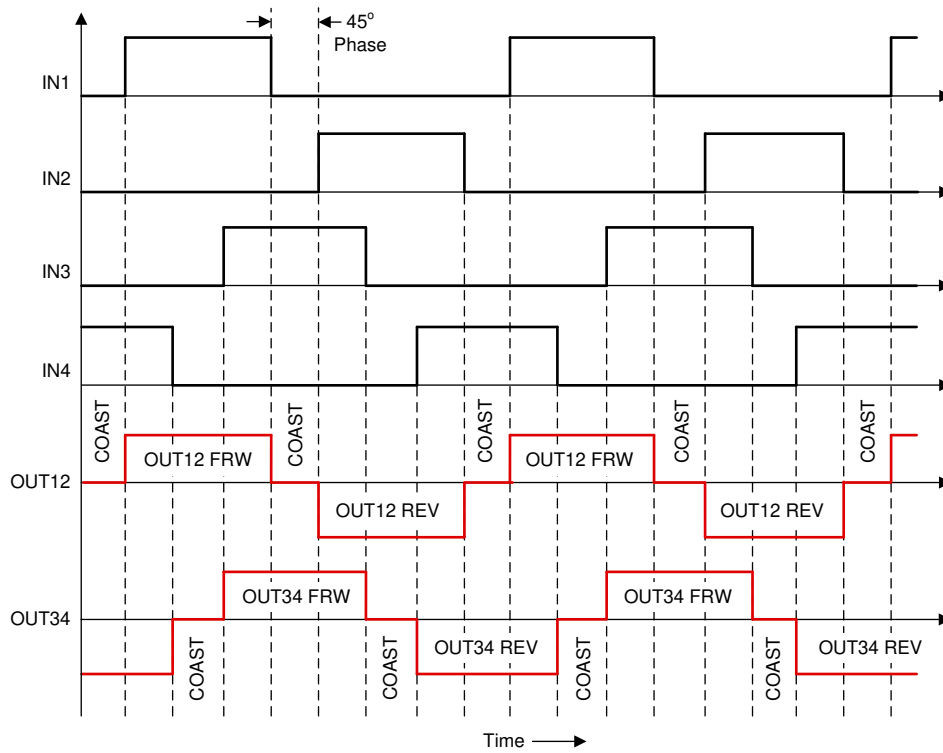 45o
Phase
IN1
IN2
IN3
IN4
COAST
COAST
COAST
COAST
COAST
OUT12 FRW
OUT12 FRW
OUT12
OUT12 REV
OUT12 REV
OUT34 FRW
OUT34 FRW
OUT34
OUT34 REV
OUT34 REV
COAST
COAST
COAST
COAST
Time